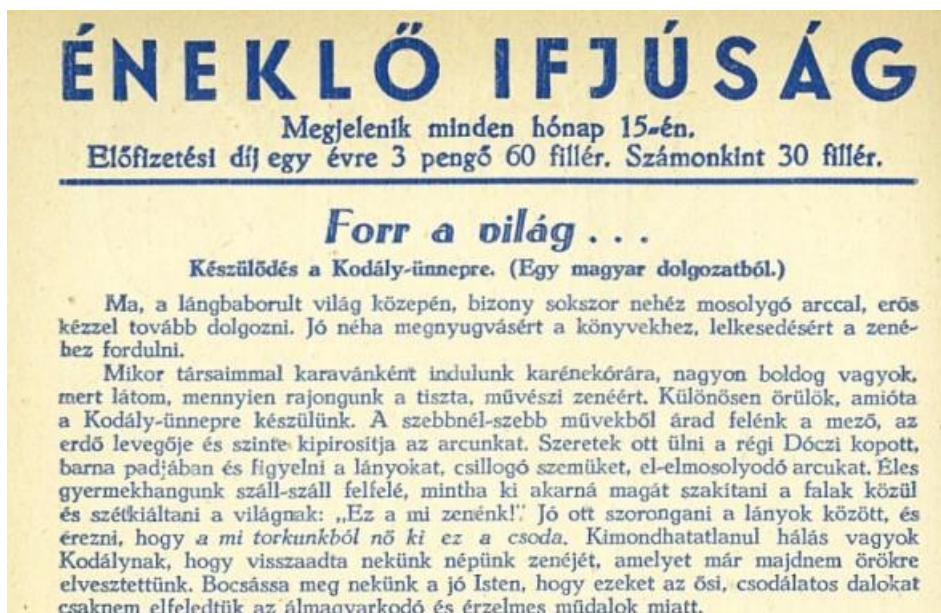 ÉNEKLŐ IFJÚSÁG
Megjelenik minden hónap 15-én.
Előfizetési díj egy évre 3 pengő 60 fillér. Számonkint 30 fillér.
Forr a világ . . .
Készülődés a Kodály-ünnepre. (Egy magyar dolgozatból.)
Ma, a lángbaborult világ közepén, bizony sokszor nehéz mosolygó arccal, erős
kézzel tovább dolgozni. Jó néha megnyugvásért a könyvekhez, lelkesedésért a zené-
hez fordulni.
Mikor társaimmal karavánként indulunk karénekórára, nagyon boldog vagyok,
mert látom, mennyien rajongunk a tiszta, művészi zenéért. Különösen örülök, amióta
a Kodály-ünnepre készülünk. A szebbnél-szebb művekből árad felénk a mező, az
erdő levegője és szinte kipirosítja az arcunkat. Szeretek ott ülni a régi Dóczi kopott,
barna padjában és figyelni a lányokat, csillogó szemüket, el-elmosolyodó arcukat. Éles
gyermekhangunk száll-száll felfelé, mintha ki akarná magát szakítani a falak közül
és szétkiáltani a világnak: „Ez a mi zenénk!” Jó ott szorongani a lányok között, és
érezni, hogy a mi torkunkból nő ki ez a csoda. Kimondhatatlanul hálás vagyok
Kodálynak, hogy visszaadta nekünk népünk zenéjét, amelyet már majdnem örökre
elvesztettünk. Bocsássa meg nekünk a jó Isten, hogy ezeket az ősi, csodálatos dalokat
csaknem elfeledtük az álmagyarkodó és érzelmes műdalok miatt.